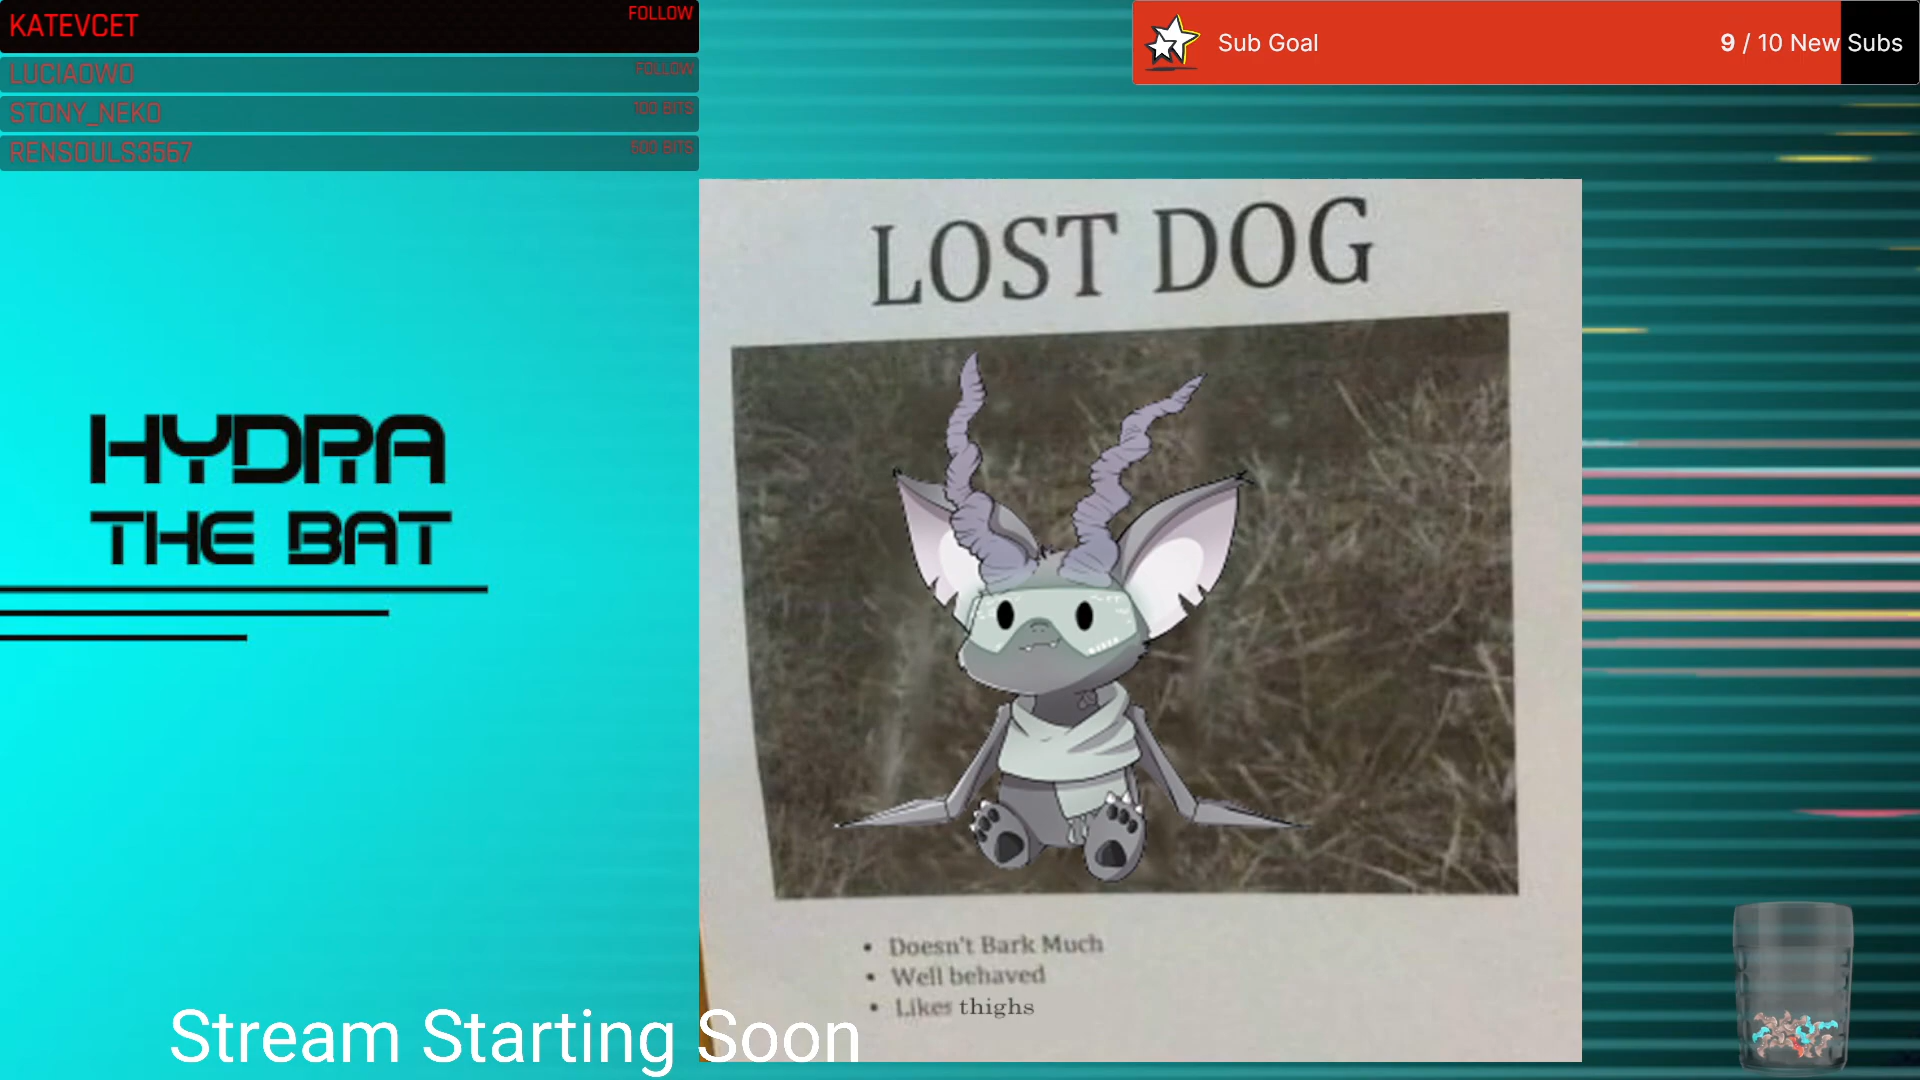 KATEVCET FOLLOW
LUCIAOWO FOLLOW
STONY_NEKO 100 BITS
RENSOULS3567 500 BITS
Sub Goal 9 / 10 New Subs
LOST DOG
HYDRA
THE BAT
• Doesn't Bark Much
• Well behaved
• Likes thighs
Stream Starting Soon